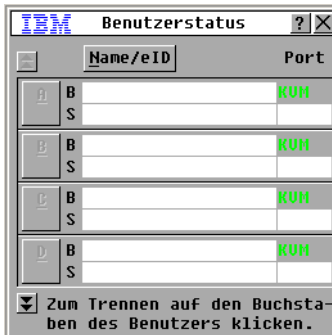 IBM Benutzerstatus ? X
Name/eID Port
A B KVM
S
B B KVM
S
C B KVM
S
D B KVM
S
Zum Trennen auf den Buchsta-
ben des Benutzers klicken.